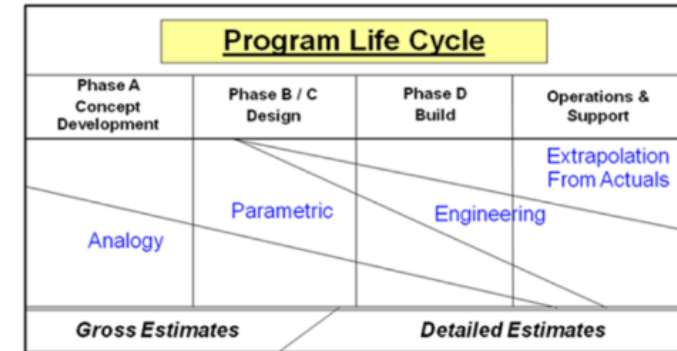 Program Life Cycle
Phase A
Concept
Development
Phase B / C
Design
Phase D
Build
Operations &
Support
Extrapolation
From Actuals
Parametric
Engineering
Analogy
Gross Estimates
Detailed Estimates